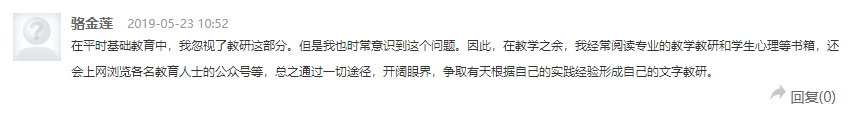 骆金莲 2019-05-23 10:52
在平时基础教育中，我忽视了教研这部分。但是我也时常意识到这个问题。因此，在教学之余，我经常阅读专业的教学教研和学生心理等书箱，还
会上网浏览各名教育人士的公众号等，总之通过一切途径，开阔眼界，争取有天根据自己的实践经验形成自己的文字教研。
回复(0)